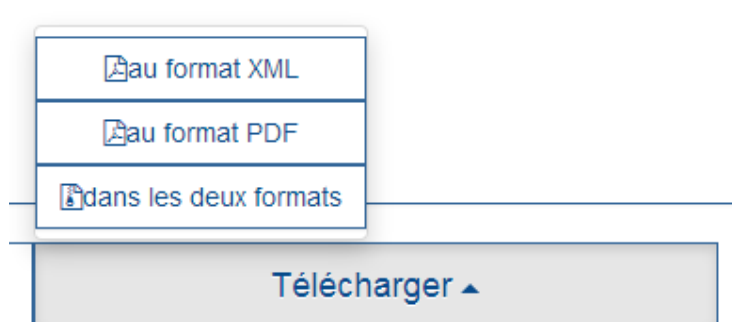 au format XML
au format PDF
dans les deux formats
Télécharger